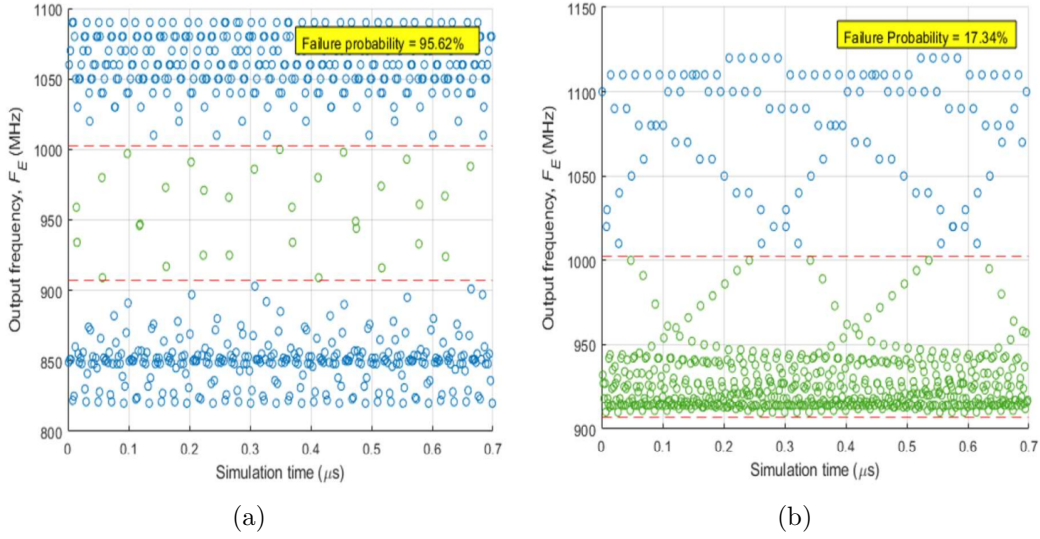 1100
1050
1000
950
900
850
800
Output frequency, F_E (MHz)
Failure probability = 95.62%
0 0.1 0.2 0.3 0.4 0.5 0.6 0.7
Simulation time (μs)
(a)
1150
1100
1050
1000
950
900
Output frequency, F_E (MHz)
Failure Probability = 17.34%
0 0.1 0.2 0.3 0.4 0.5 0.6 0.7
Simulation time (μs)
(b)